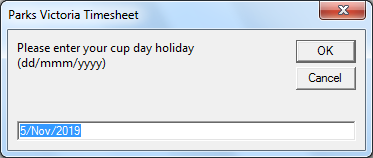 Parks Victoria Timesheet
Please enter your cup day holiday
(dd/mmm/yyyy)
OK
Cancel
5/Nov/2019